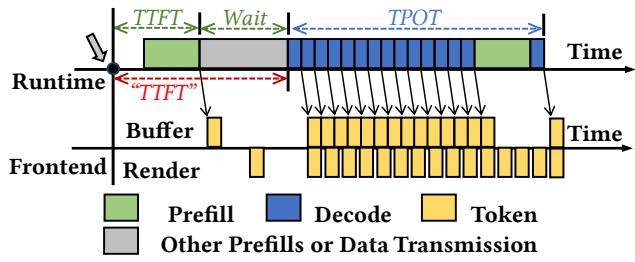 TTFT Wait TPOT
Time
Runtime
"TTFT"
Buffer Time
Frontend Render
Prefill Decode Token
Other Prefills or Data Transmission